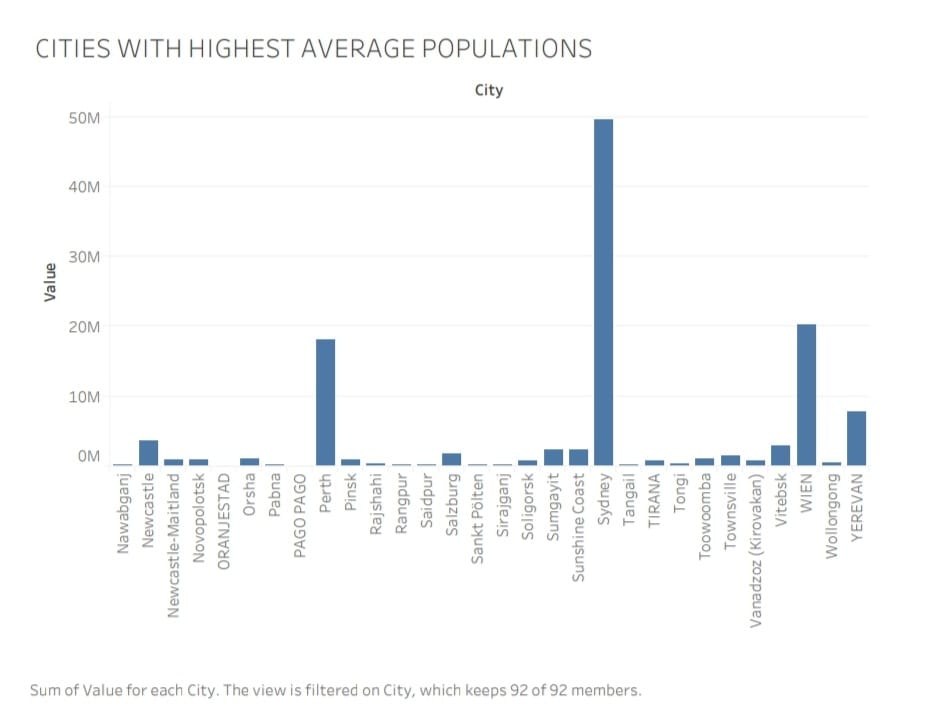 CITIES WITH HIGHEST AVERAGE POPULATIONS
City
50M
40M
30M
20M
10M
0M
Value
Nawabganj
Newcastle
Newcastle-Maitland
Novopolotsk
ORANJESTAD
Orsha
Pabna
PAGO PAGO
Perth
Pinsk
Rajshahi
Rangpur
Saidpur
Salzburg
Sankt Pölten
Sirajganj
Soligorsk
Sumgayit
Sunshine Coast
Sydney
Tangail
TIRANA
Tongi
Toowoomba
Townsville
Vanadzoz (Kirovakan)
Vitebsk
WIEN
Wollongong
YEREVAN
Sum of Value for each City. The view is filtered on City, which keeps 92 of 92 members.